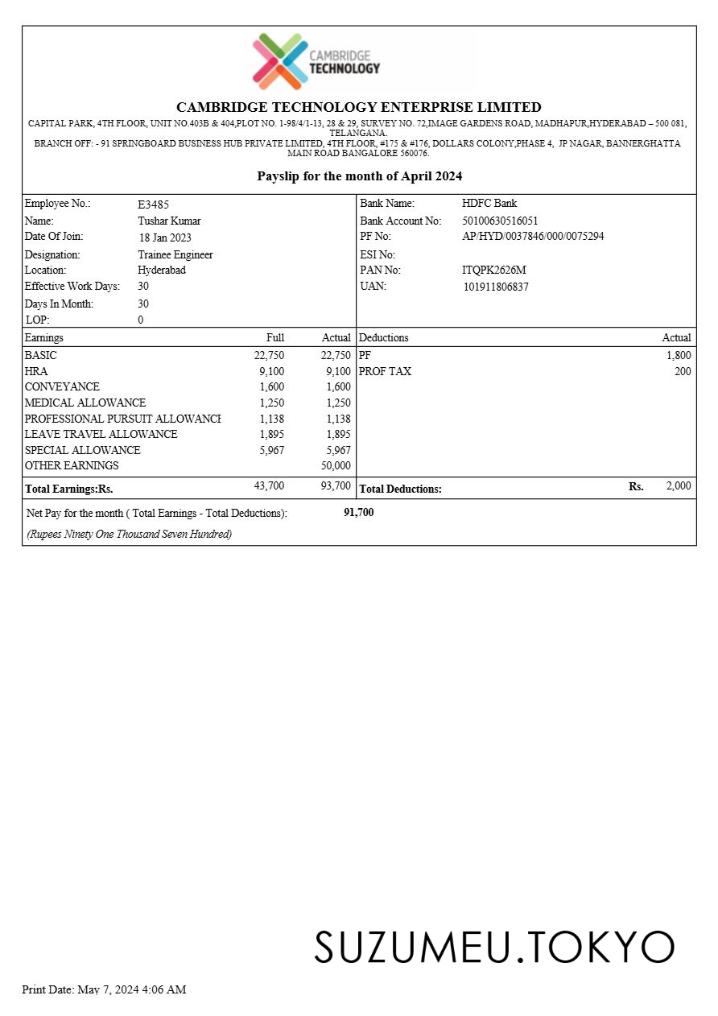 CAMBRIDGE
TECHNOLOGY
CAMBRIDGE TECHNOLOGY ENTERPRISE LIMITED
CAPITAL PARK, 4TH FLOOR, UNIT NO.403B & 404,PLOT NO. 1-98/4/1-13, 28 & 29, SURVEY NO. 72,IMAGE GARDENS ROAD, MADHAPUR,HYDERABAD – 500 081,
TELANGANA.
BRANCH OFF: - 91 SPRINGBOARD BUSINESS HUB PRIVATE LIMITED, 4TH FLOOR, #175 & #176, DOLLARS COLONY,PHASE 4, JP NAGAR, BANNERGHATTA
MAIN ROAD BANGALORE 560076.
Payslip for the month of April 2024
Employee No.: E3485 Bank Name: HDFC Bank
Name: Tushar Kumar Bank Account No: 50100630516051
Date Of Join: 18 Jan 2023 PF No: AP/HYD/0037846/000/0075294
Designation: Trainee Engineer ESI No:
Location: Hyderabad PAN No: ITQPK2626M
Effective Work Days: 30 UAN: 101911806837
Days In Month: 30
LOP: 0
Earnings Full Actual Deductions Actual
BASIC 22,750 22,750 PF 1,800
HRA 9,100 9,100 PROF TAX 200
CONVEYANCE 1,600 1,600
MEDICAL ALLOWANCE 1,250 1,250
PROFESSIONAL PURSUIT ALLOWANCE 1,138 1,138
LEAVE TRAVEL ALLOWANCE 1,895 1,895
SPECIAL ALLOWANCE 5,967 5,967
OTHER EARNINGS 50,000
Total Earnings:Rs. 43,700 93,700 Total Deductions: Rs. 2,000
Net Pay for the month ( Total Earnings - Total Deductions): 91,700
(Rupees Ninety One Thousand Seven Hundred)
SUZUMEU.TOKYO
Print Date: May 7, 2024 4:06 AM